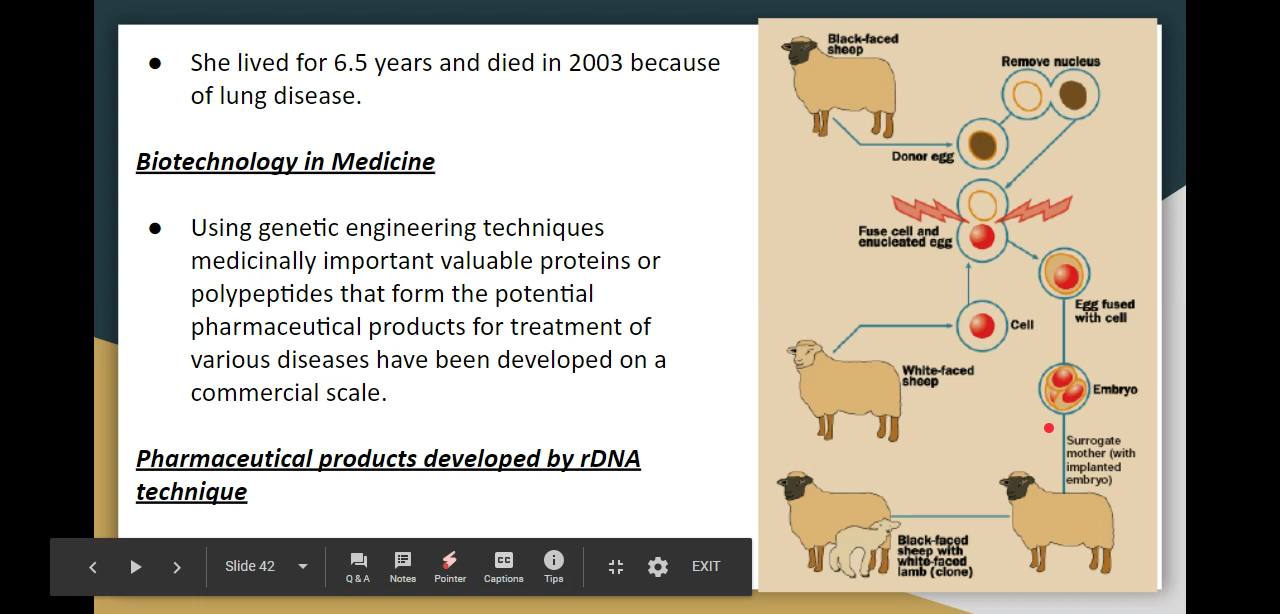 ● She lived for 6.5 years and died in 2003 because
of lung disease.
Biotechnology in Medicine
● Using genetic engineering techniques
medicinally important valuable proteins or
polypeptides that form the potential
pharmaceutical products for treatment of
various diseases have been developed on a
commercial scale.
Pharmaceutical products developed by rDNA
technique
Black-faced
sheep
Remove nucleus
Donor egg
Fuse cell and
enucleated egg
Egg fused
with cell
Cell
White-faced
sheep
Embryo
Surrogate
mother (with
implanted
embryo)
Black-faced
sheep with
white-faced
lamb (clone)
Slide 42
Q & A
Notes
Pointer
CC
Captions
Tips
EXIT